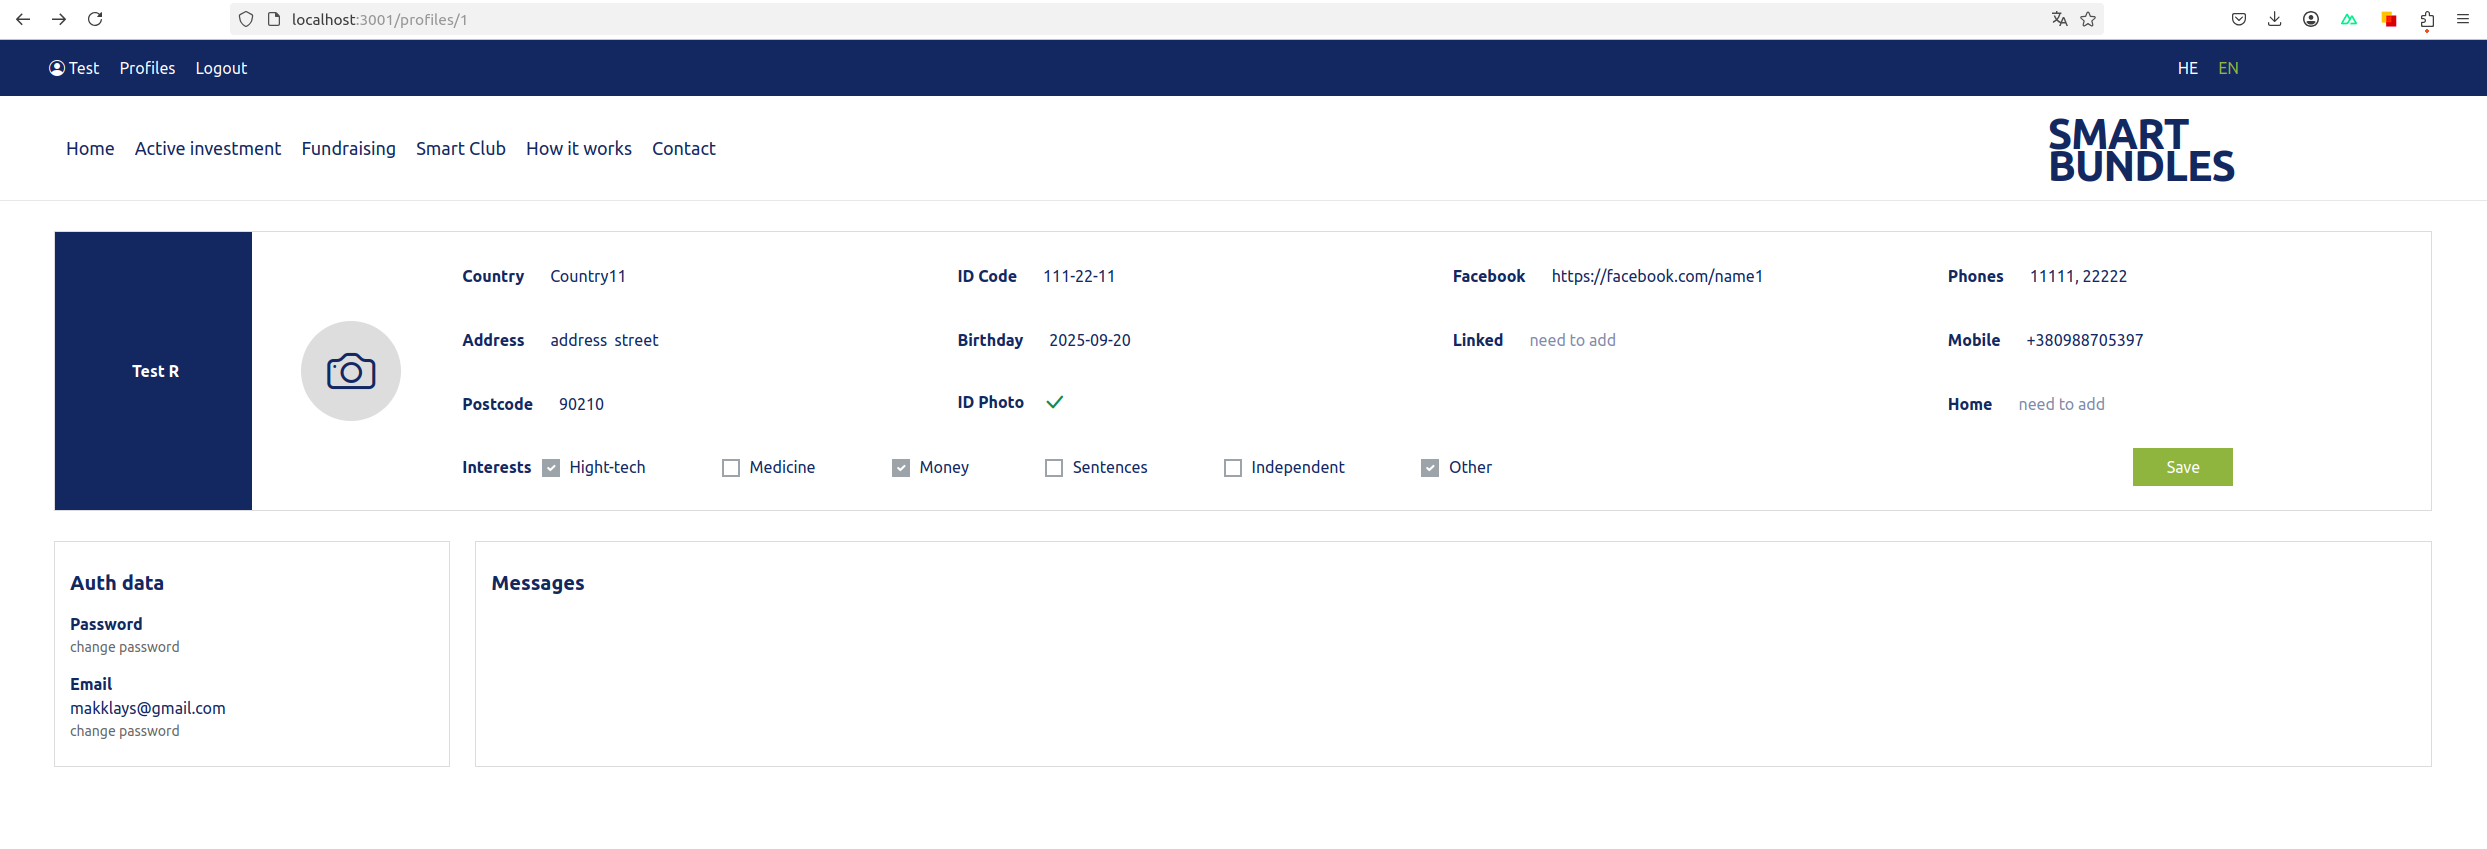 localhost:3001/profiles/1
Test Profiles Logout HE EN
Home Active investment Fundraising Smart Club How it works Contact
SMART
BUNDLES
Test R
Country Country11 ID Code 111-22-11 Facebook https://facebook.com/name1 Phones 11111, 22222
Address address street Birthday 2025-09-20 Linked need to add Mobile +380988705397
Postcode 90210 ID Photo Home need to add
Interests Hight-tech Medicine Money Sentences Independent Other Save
Auth data
Password
change password
Email
makklays@gmail.com
change password
Messages